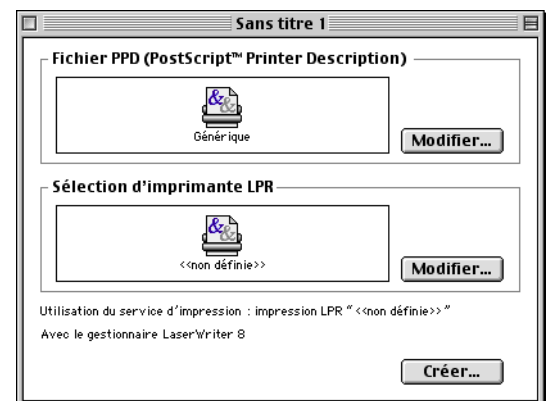 Sans titre 1
Fichier PPD (PostScript™ Printer Description)
&&
Générique
Modifier...
Sélection d'imprimante LPR
&&
<<non définie>>
Modifier...
Utilisation du service d'impression : impression LPR “<<non définie>>”
Avec le gestionnaire LaserWriter 8
Créer...